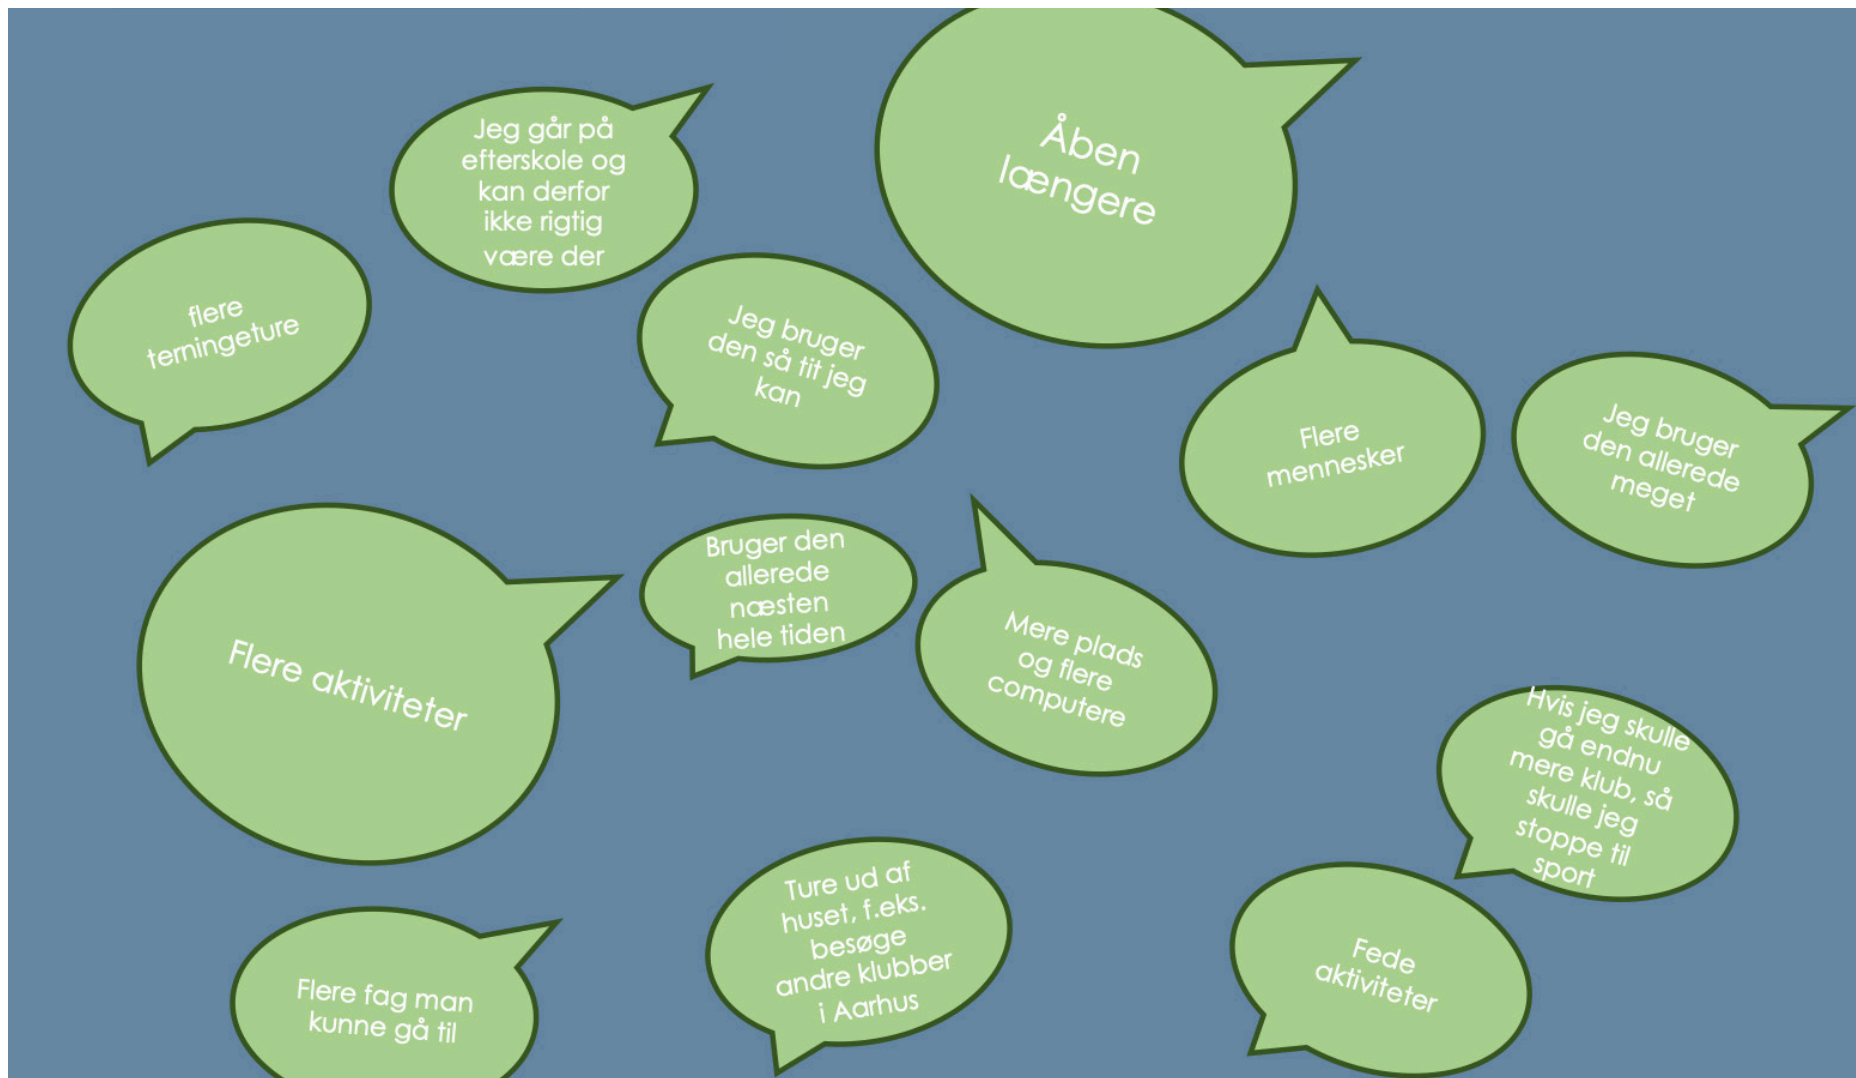 Jeg går på
efterskole og
kan derfor
ikke rigtig
være der
Åben
længere
flere
terningeture
Jeg bruger
den så tit jeg
kan
Flere
mennesker
Jeg bruger
den allerede
meget
Flere aktiviteter
Bruger den
allerede
næsten
hele tiden
Mere plads
og flere
computere
Hvis jeg skulle
gå endnu
mere klub, så
skulle jeg
stoppe til
sport
Flere fag man
kunne gå til
Ture ud af
huset, f.eks.
besøge
andre klubber
i Aarhus
Fede
aktiviteter